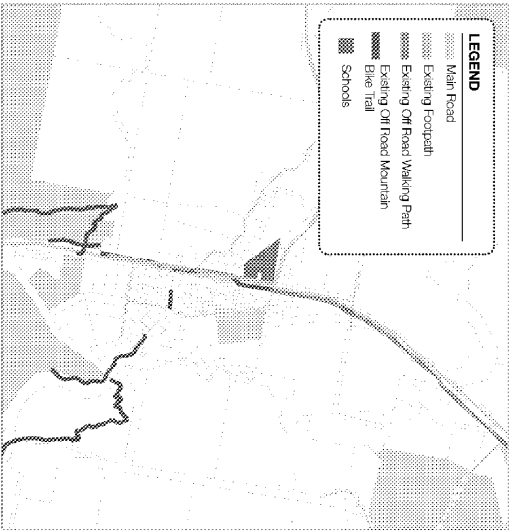 LEGEND
Main Road
Existing Footpath
Existing Off Road Walking Path
Existing Off Road Mountain
Bike Trail
Schools